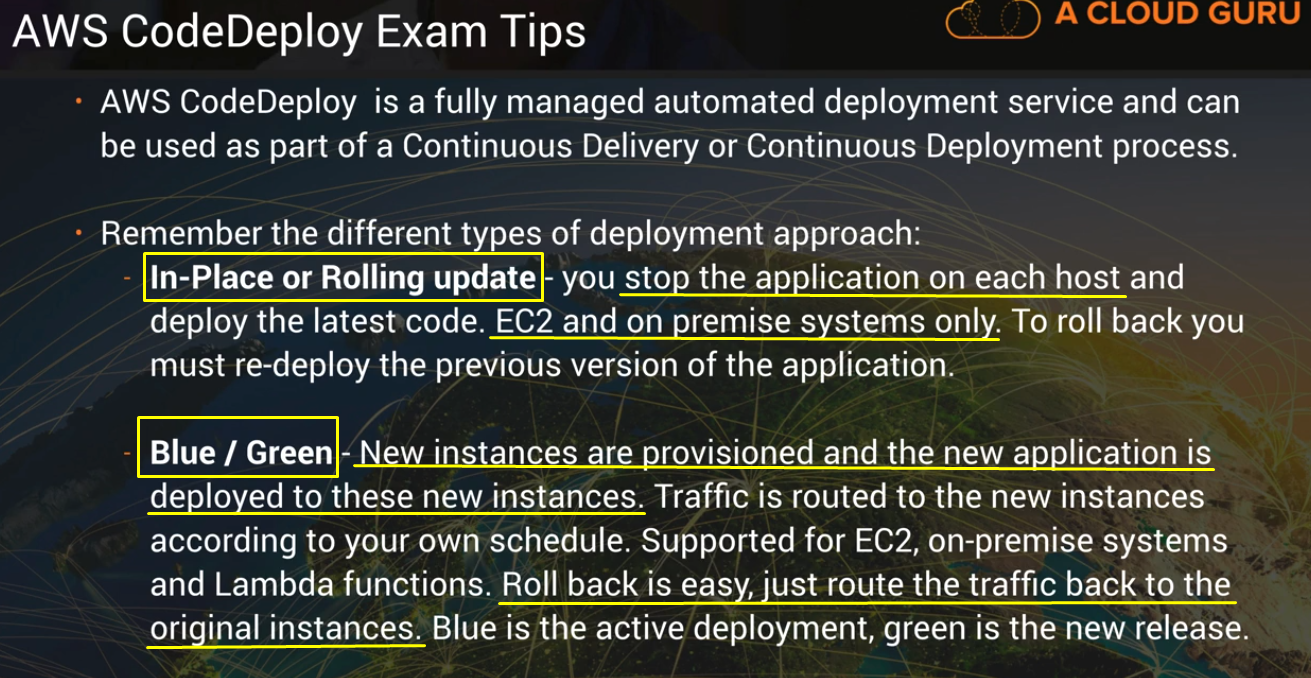 AWS CodeDeploy Exam Tips
A CLOUD GURU
• AWS CodeDeploy is a fully managed automated deployment service and can
be used as part of a Continuous Delivery or Continuous Deployment process.
• Remember the different types of deployment approach:
- In-Place or Rolling update - you stop the application on each host and
deploy the latest code. EC2 and on premise systems only. To roll back you
must re-deploy the previous version of the application.
- Blue / Green - New instances are provisioned and the new application is
deployed to these new instances. Traffic is routed to the new instances
according to your own schedule. Supported for EC2, on-premise systems
and Lambda functions. Roll back is easy, just route the traffic back to the
original instances. Blue is the active deployment, green is the new release.